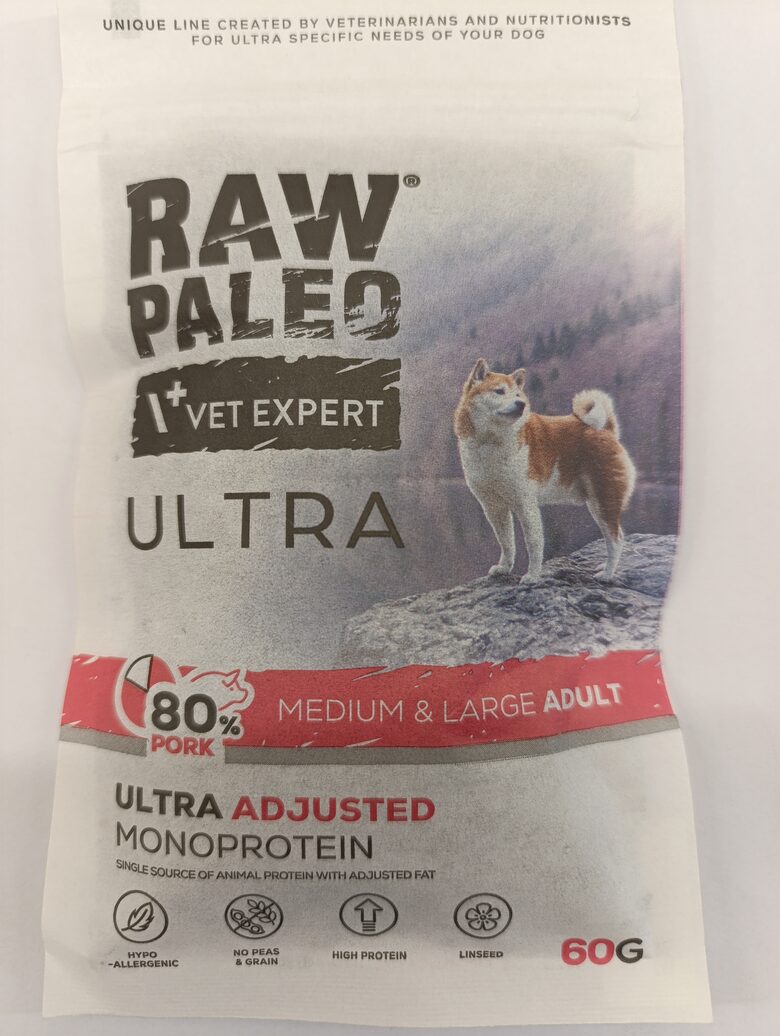 UNIQUE LINE CREATED BY VETERINARIANS AND NUTRITIONISTS
FOR ULTRA SPECIFIC NEEDS OF YOUR DOG
RAW®
PALEO
V+ VET EXPERT
ULTRA
80%
PORK
MEDIUM & LARGE ADULT
ULTRA ADJUSTED
MONOPROTEIN
SINGLE SOURCE OF ANIMAL PROTEIN WITH ADJUSTED FAT
HYPO
-ALLERGENIC
NO PEAS
& GRAIN
HIGH PROTEIN
LINSEED
60G